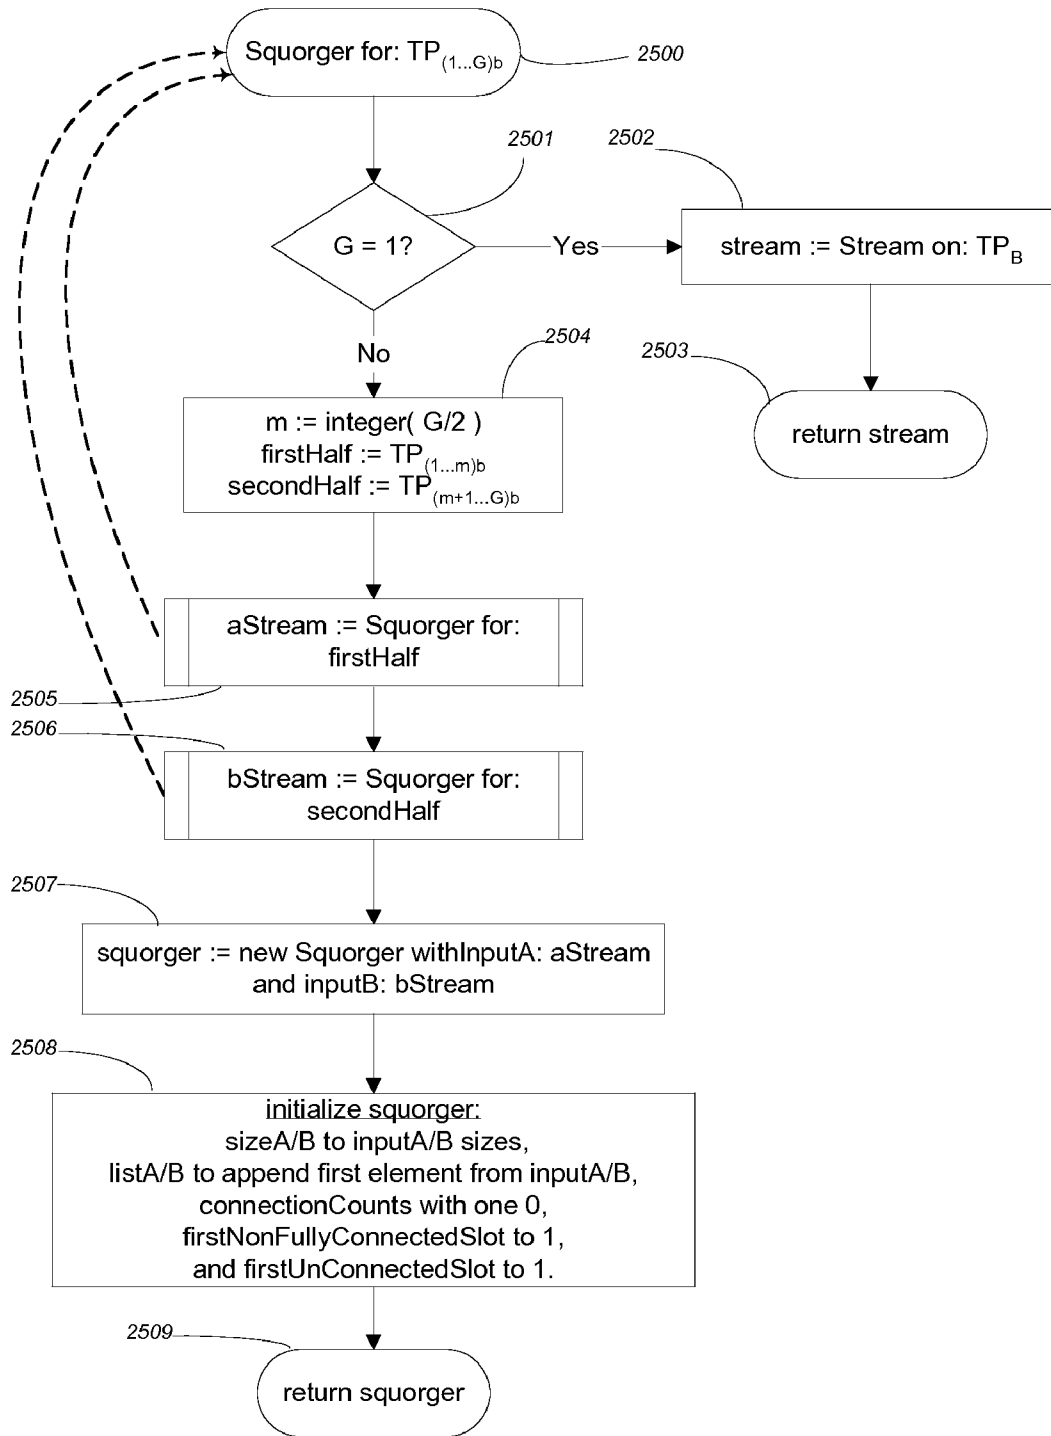 Squorger for: TP(1...G)b
2500
2501
2502
G = 1?
Yes
stream := Stream on: TPB
No
2504
2503
m := integer( G/2 )
firstHalf := TP(1...m)b
secondHalf := TP(m+1...G)b
return stream
aStream := Squorger for:
firstHalf
2505
2506
bStream := Squorger for:
secondHalf
2507
squorger := new Squorger withInputA: aStream
and inputB: bStream
2508
initialize squorger:
sizeA/B to inputA/B sizes,
listA/B to append first element from inputA/B,
connectionCounts with one 0,
firstNonFullyConnectedSlot to 1,
and firstUnConnectedSlot to 1.
2509
return squorger